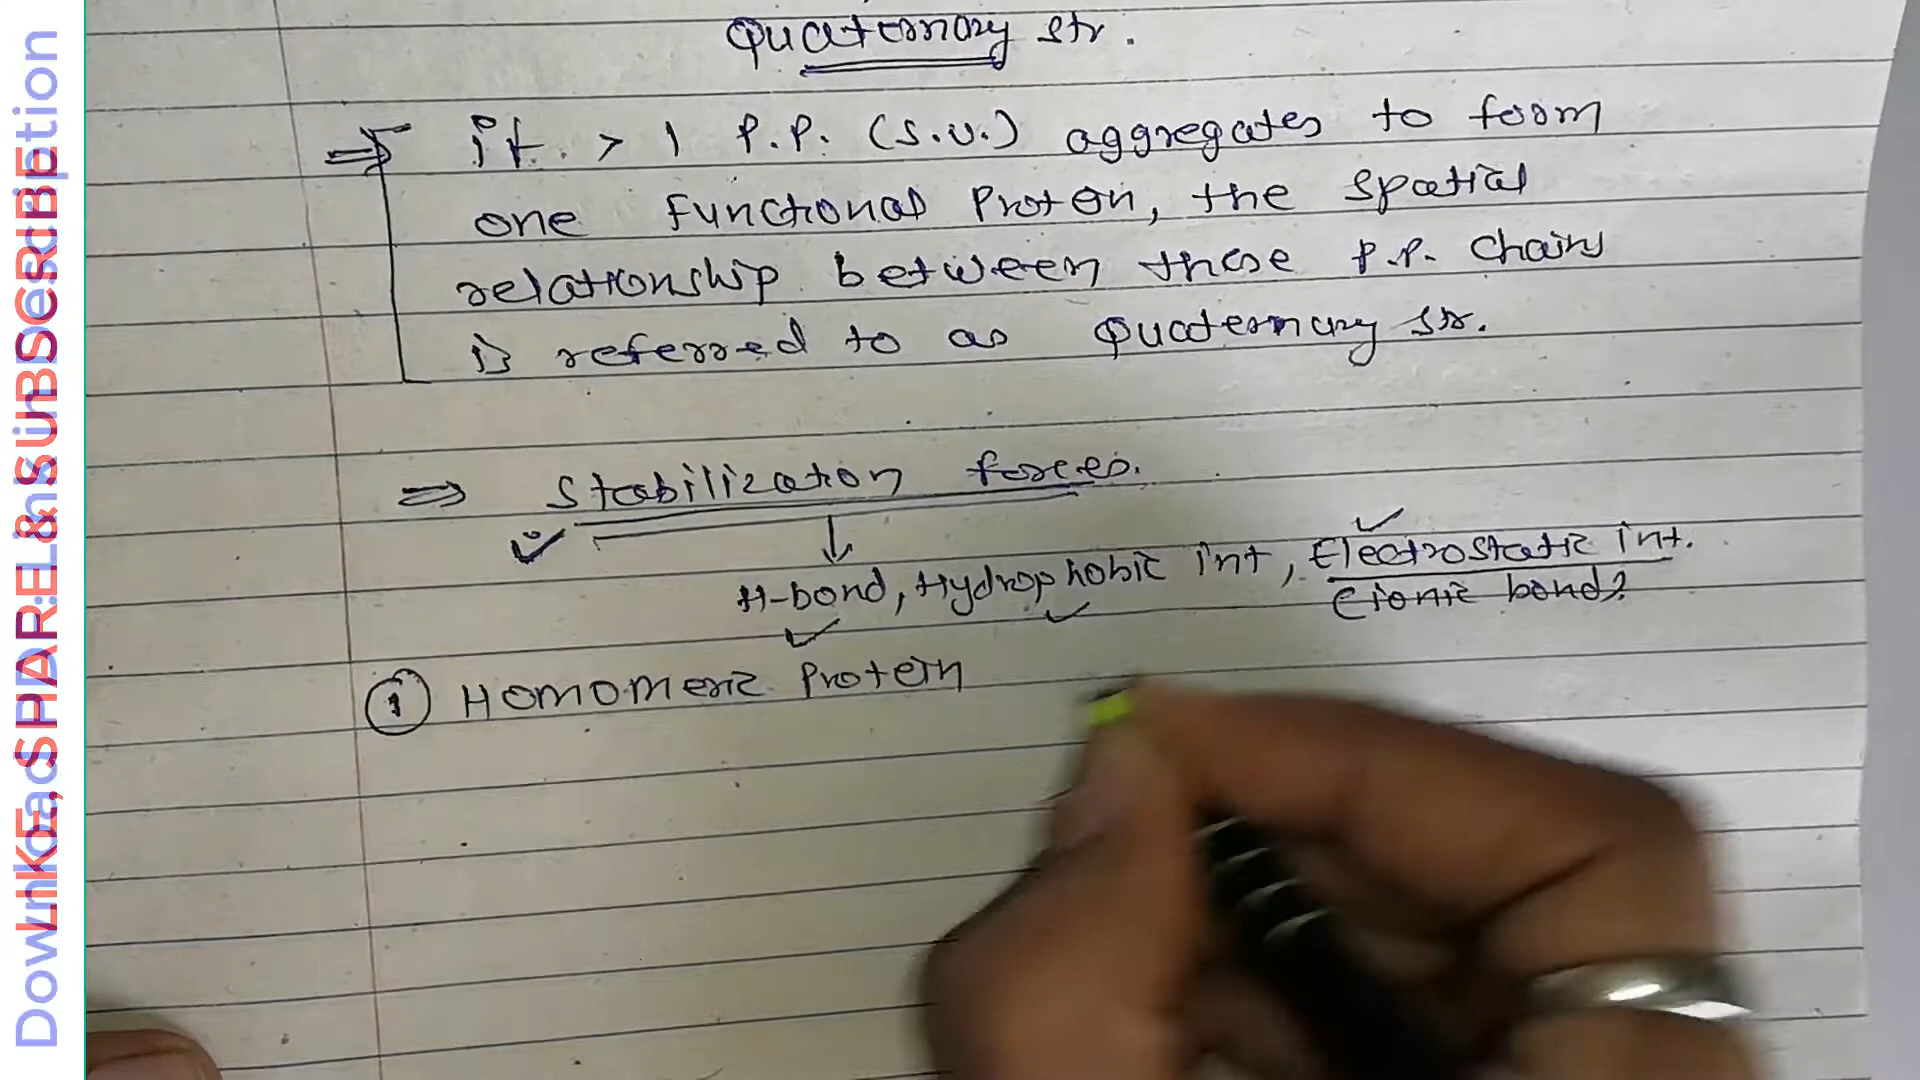 Quaternary str.
⇒ if > 1 P.P. (S.U.) aggregates to form
one Functional Protein, the spatial
relationship between these P.P. chains
is referred to as Quaternary str.
⇒ Stabilization forces.
↓
H-bond, Hydrophobic int, Electrostatic int.
(ionic bond)
① Homomeric Protein